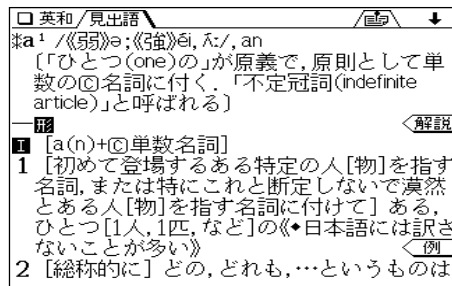 英和/見出語
⁑a¹ /《弱》ə;《強》éi, ʎː/, an
〔「ひとつ(one)の」が原義で,原則として単
数のⒸ名詞に付く.「不定冠詞(indefinite
article)」と呼ばれる〕
―形 解説
I [a(n)+Ⓒ単数名詞]
1 [初めて登場するある特定の人[物]を指す
名詞,または特にこれと断定しないで漠然
とある人[物]を指す名詞に付けて] ある,
ひとつ[1人,1匹,など]の《◆日本語には訳さ
ないことが多い》 例
2 [総称的に] どの,どれも,…というものは